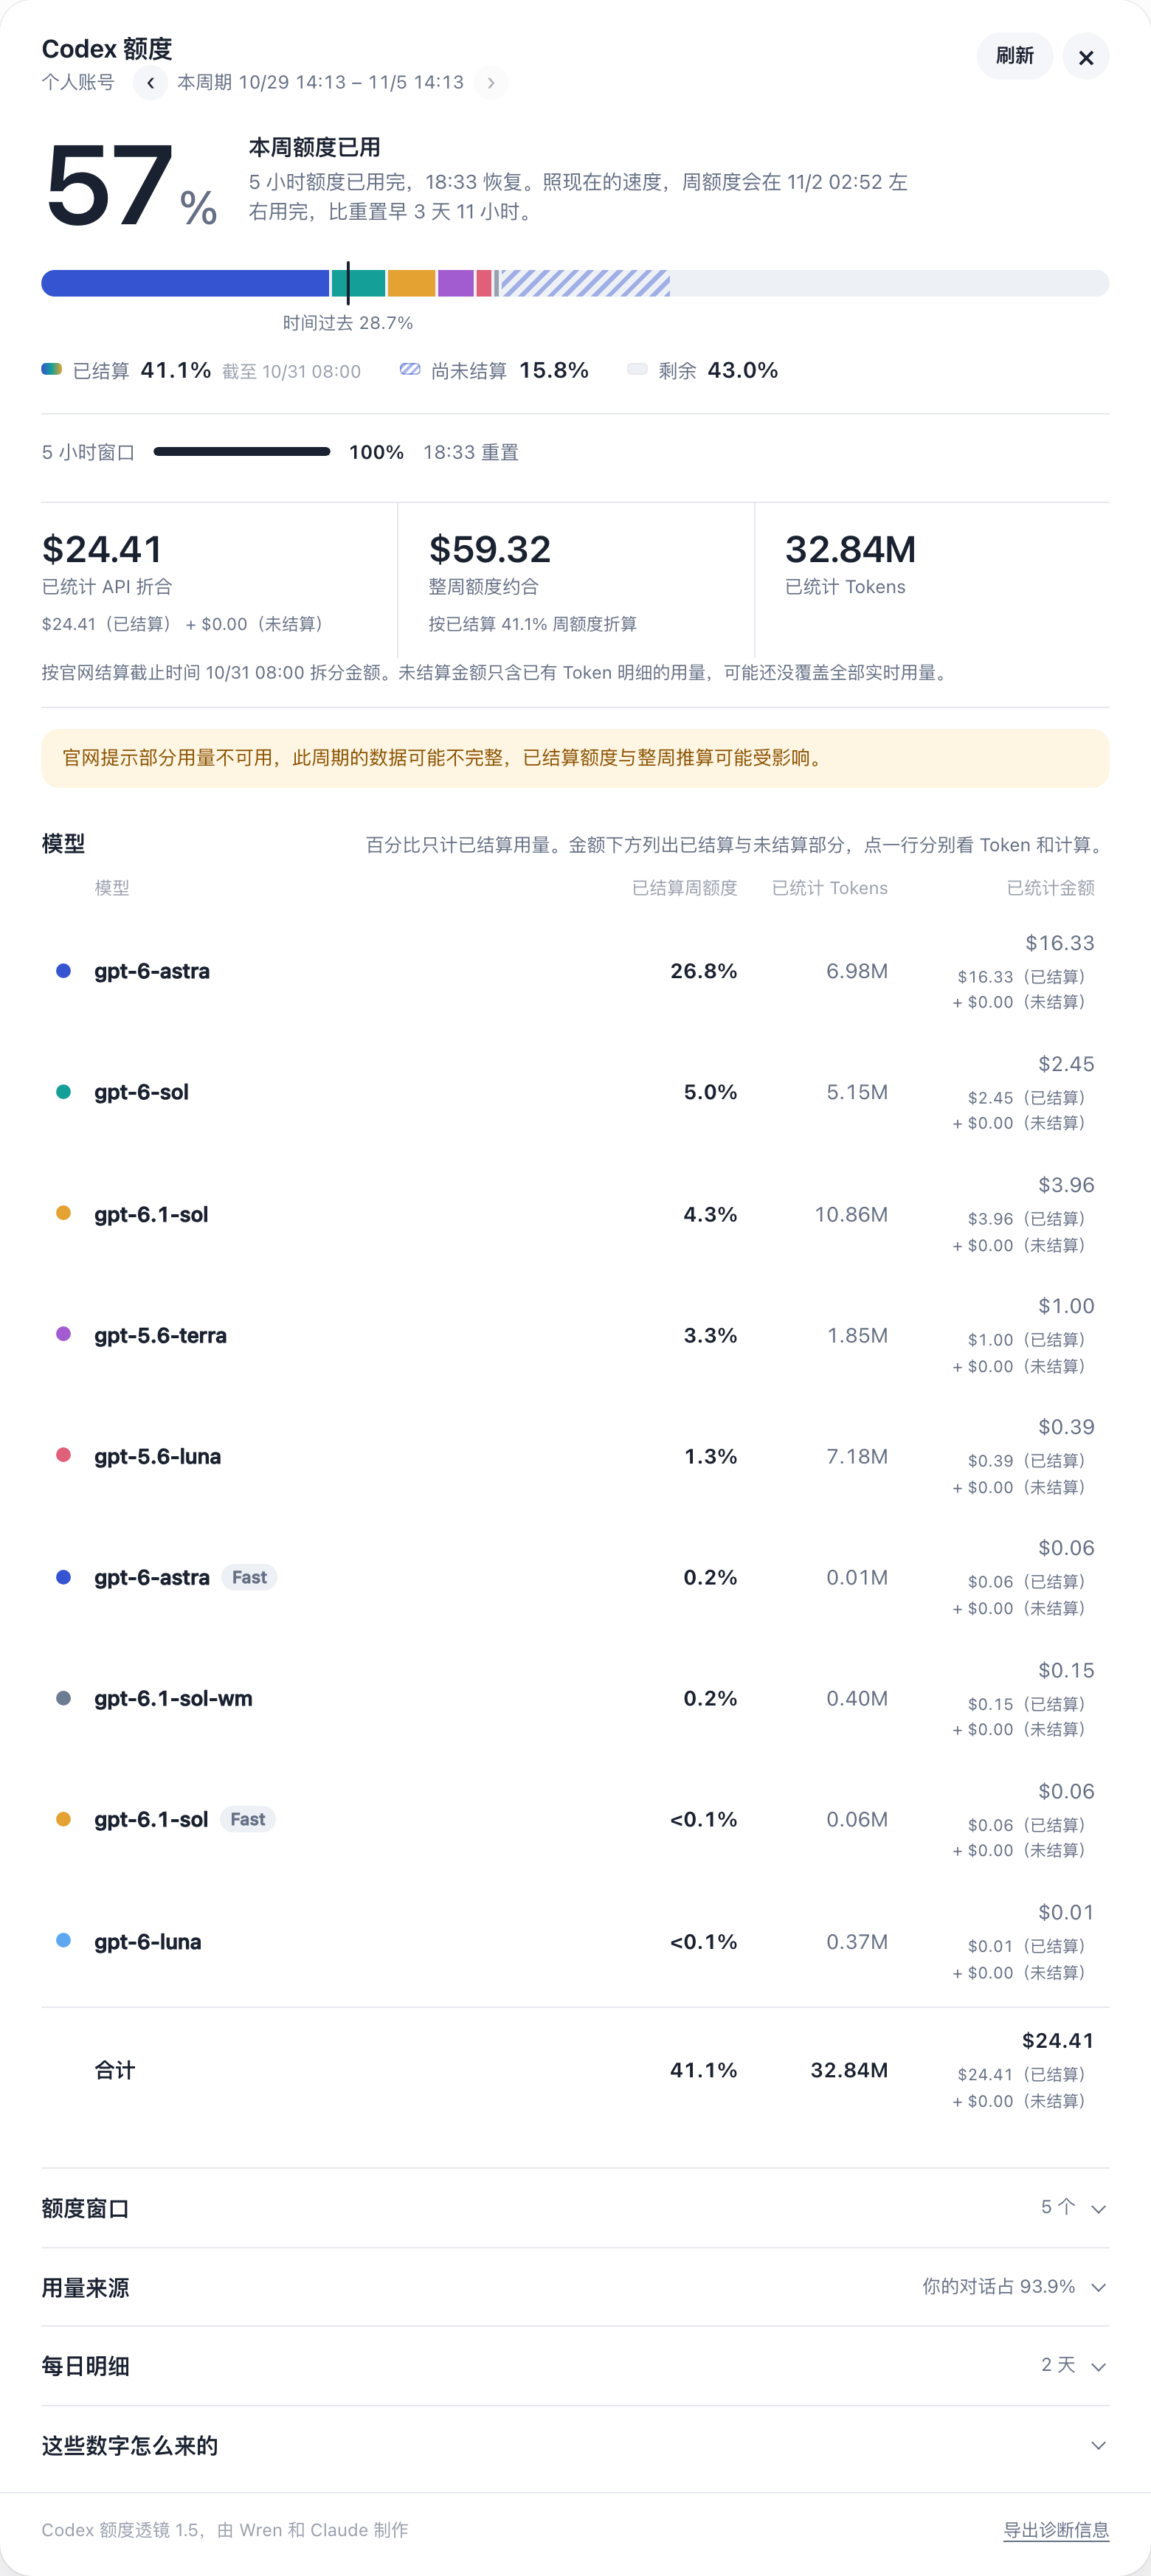 Codex 额度
刷新
×
个人账号 ‹ 本周期 10/29 14:13 – 11/5 14:13 ›
57%
本周额度已用
5 小时额度已用完，18:33 恢复。照现在的速度，周额度会在 11/2 02:52 左
右用完，比重置早 3 天 11 小时。
时间过去 28.7%
已结算 41.1% 截至 10/31 08:00 尚未结算 15.8% 剩余 43.0%
5 小时窗口 100% 18:33 重置
$24.41
已统计 API 折合
$24.41（已结算） + $0.00（未结算）
$59.32
整周额度约合
按已结算 41.1% 周额度折算
32.84M
已统计 Tokens
按官网结算截止时间 10/31 08:00 拆分金额。未结算金额只含已有 Token 明细的用量，可能还没覆盖全部实时用量。
官网提示部分用量不可用，此周期的数据可能不完整，已结算额度与整周推算可能受影响。
模型 百分比只计已结算用量。金额下方列出已结算与未结算部分，点一行分别看 Token 和计算。
模型 已结算周额度 已统计 Tokens 已统计金额
gpt-6-astra 26.8% 6.98M $16.33
$16.33（已结算）
+ $0.00（未结算）
gpt-6-sol 5.0% 5.15M $2.45
$2.45（已结算）
+ $0.00（未结算）
gpt-6.1-sol 4.3% 10.86M $3.96
$3.96（已结算）
+ $0.00（未结算）
gpt-5.6-terra 3.3% 1.85M $1.00
$1.00（已结算）
+ $0.00（未结算）
gpt-5.6-luna 1.3% 7.18M $0.39
$0.39（已结算）
+ $0.00（未结算）
gpt-6-astra Fast 0.2% 0.01M $0.06
$0.06（已结算）
+ $0.00（未结算）
gpt-6.1-sol-wm 0.2% 0.40M $0.15
$0.15（已结算）
+ $0.00（未结算）
gpt-6.1-sol Fast <0.1% 0.06M $0.06
$0.06（已结算）
+ $0.00（未结算）
gpt-6-luna <0.1% 0.37M $0.01
$0.01（已结算）
+ $0.00（未结算）
合计 41.1% 32.84M $24.41
$24.41（已结算）
+ $0.00（未结算）
额度窗口 5 个
用量来源 你的对话占 93.9%
每日明细 2 天
这些数字怎么来的
Codex 额度透镜 1.5，由 Wren 和 Claude 制作 导出诊断信息